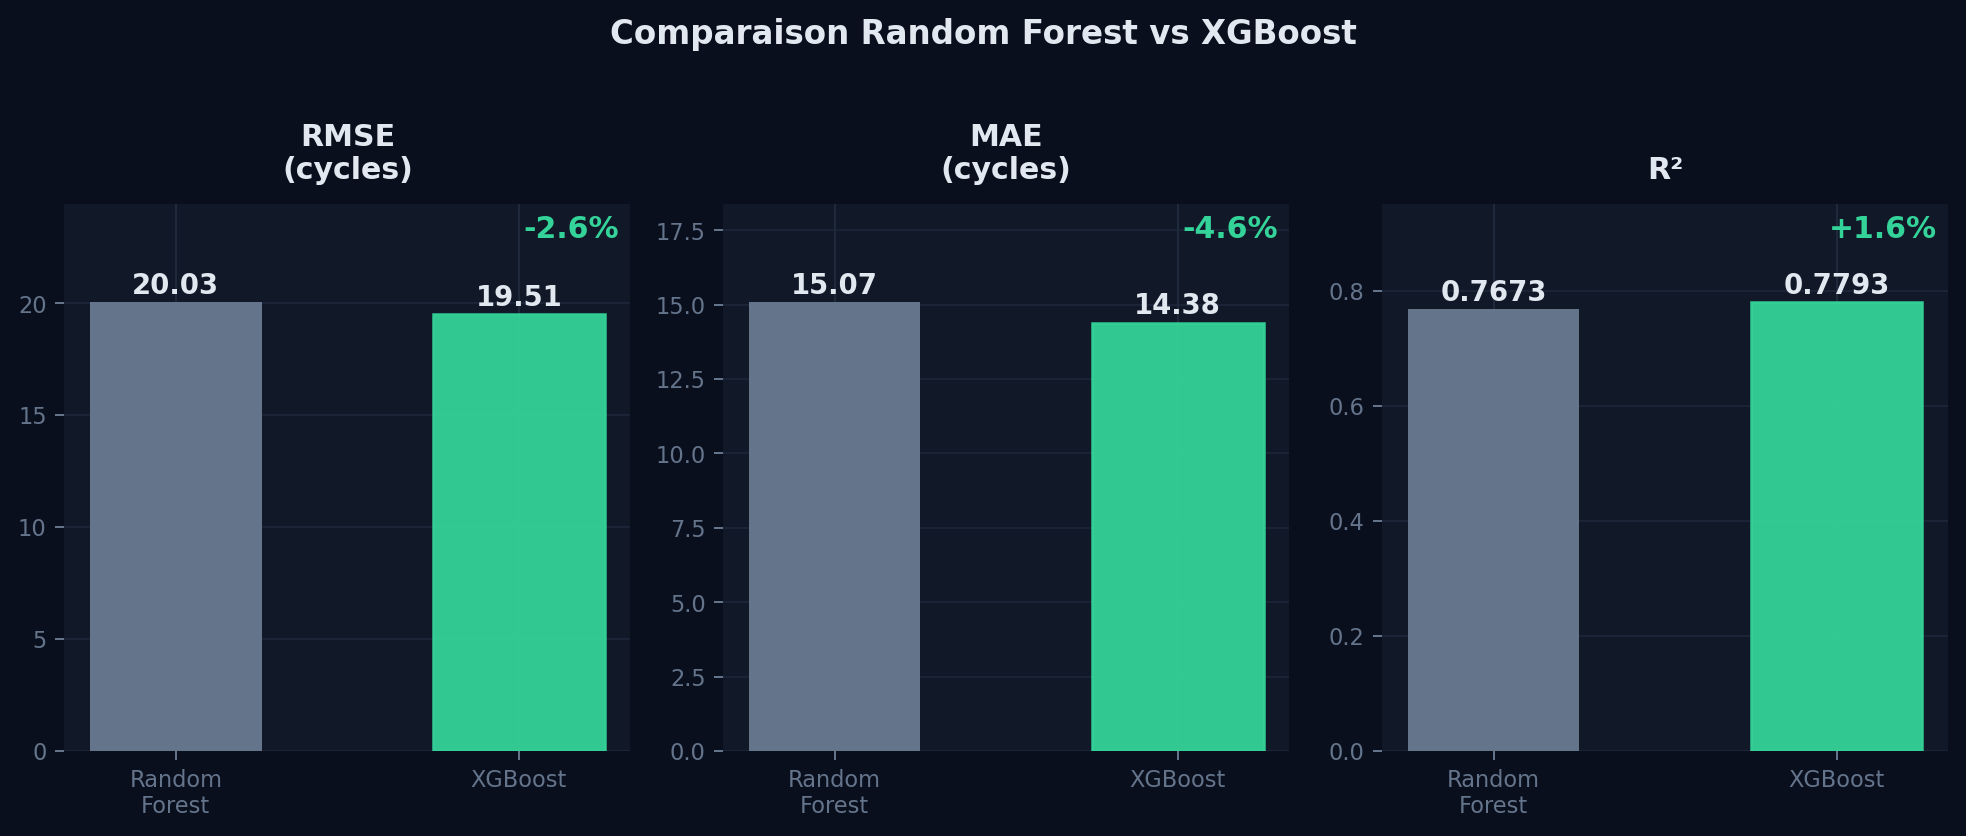 Comparaison Random Forest vs XGBoost
RMSE
(cycles)
-2.6%
20.03
19.51
20
15
10
5
0
Random
Forest
XGBoost
MAE
(cycles)
-4.6%
15.07
14.38
17.5
15.0
12.5
10.0
7.5
5.0
2.5
0.0
Random
Forest
XGBoost
R²
+1.6%
0.7673
0.7793
0.8
0.6
0.4
0.2
0.0
Random
Forest
XGBoost